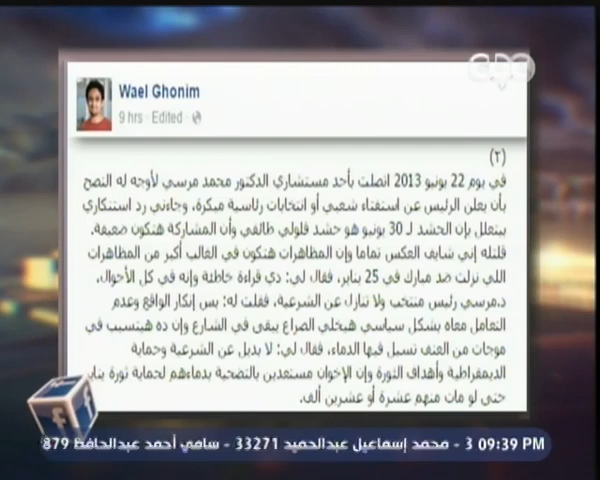 CBC
Wael Ghonim
9 hrs · Edited ·
(٢)
في يوم 22 يونيو 2013 اتصلت بأحد مستشاري الدكتور محمد مرسي لأوجه له النصح
بأن يعلن الرئيس عن استفتاء شعبي أو انتخابات رئاسية مبكرة، وجاءني رد استنكاري
بيتعلل بإن الحشد لـ 30 يونيو هو حشد فلولي طائفي وأن المشاركة هتكون ضعيفة.
قلتله إني شايف العكس تماما وإن المظاهرات هتكون في الغالب أكبر من المظاهرات
اللي نزلت ضد مبارك في 25 يناير، فقال لي: دي قراءة خاطئة وإنه في كل الأحوال،
د.مرسي رئيس منتخب ولا تنازل عن الشرعية. فقلت له: بس إنكار الواقع وعدم
التعامل معاه بشكل سياسي هيخلي الصراع يبقى في الشارع وإن ده هيتسبب في
موجات من العنف تسيل فيها الدماء، فقال لي: لا بديل عن الشرعية وحماية
الديمقراطية وأهداف الثورة وإن الإخوان مستعدين بالتضحية بدماءهم لحماية ثورة يناير
حتى لو مات منهم عشرة أو عشرين ألف.
3 - محمد إسماعيل عبدالحميد 33271 - سامي أحمد عبدالحافظ 879
09:39 PM